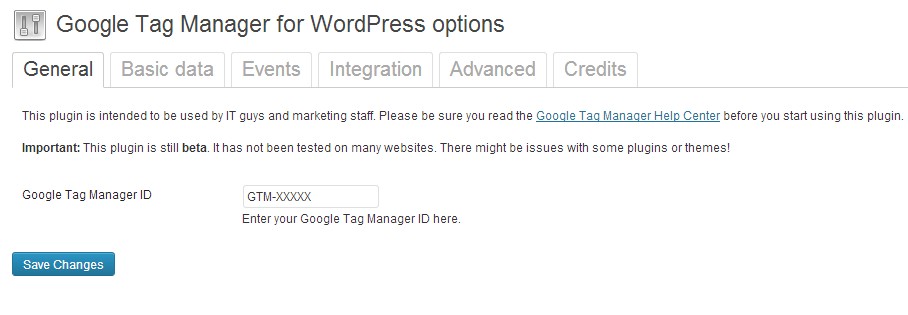 Google Tag Manager for WordPress options
General Basic data Events Integration Advanced Credits
This plugin is intended to be used by IT guys and marketing staff. Please be sure you read the Google Tag Manager Help Center before you start using this plugin.
Important: This plugin is still beta. It has not been tested on many websites. There might be issues with some plugins or themes!
Google Tag Manager ID GTM-XXXXX
Enter your Google Tag Manager ID here.
Save Changes